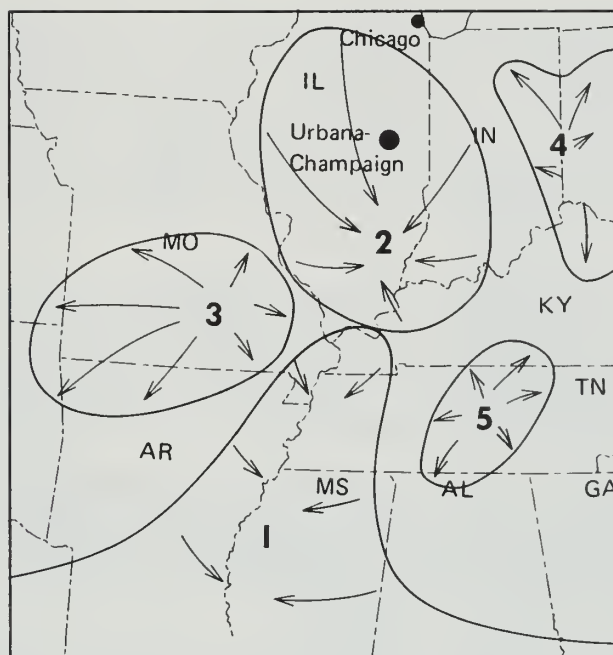 Chicago
IL
Urbana-
Champaign
IN
4
2
MO
3
KY
TN
5
AR
MS
AL
GA
I